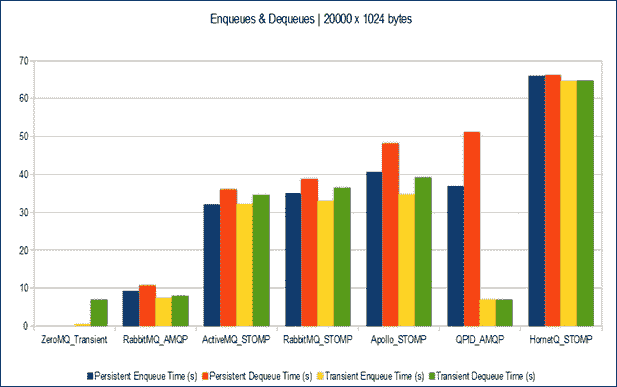 Enqueues & Dequeues | 20000 x 1024 bytes
70
60
50
40
30
20
10
0
ZeroMQ_Transient RabbitMQ_AMQP ActiveMQ_STOMP RabbitMQ_STOMP Apollo_STOMP QPID_AMQP HornetQ_STOMP
Persistent Enqueue Time (s) Persistent Dequeue Time (s) Transient Enqueue Time (s) Transient Dequeue Time (s)